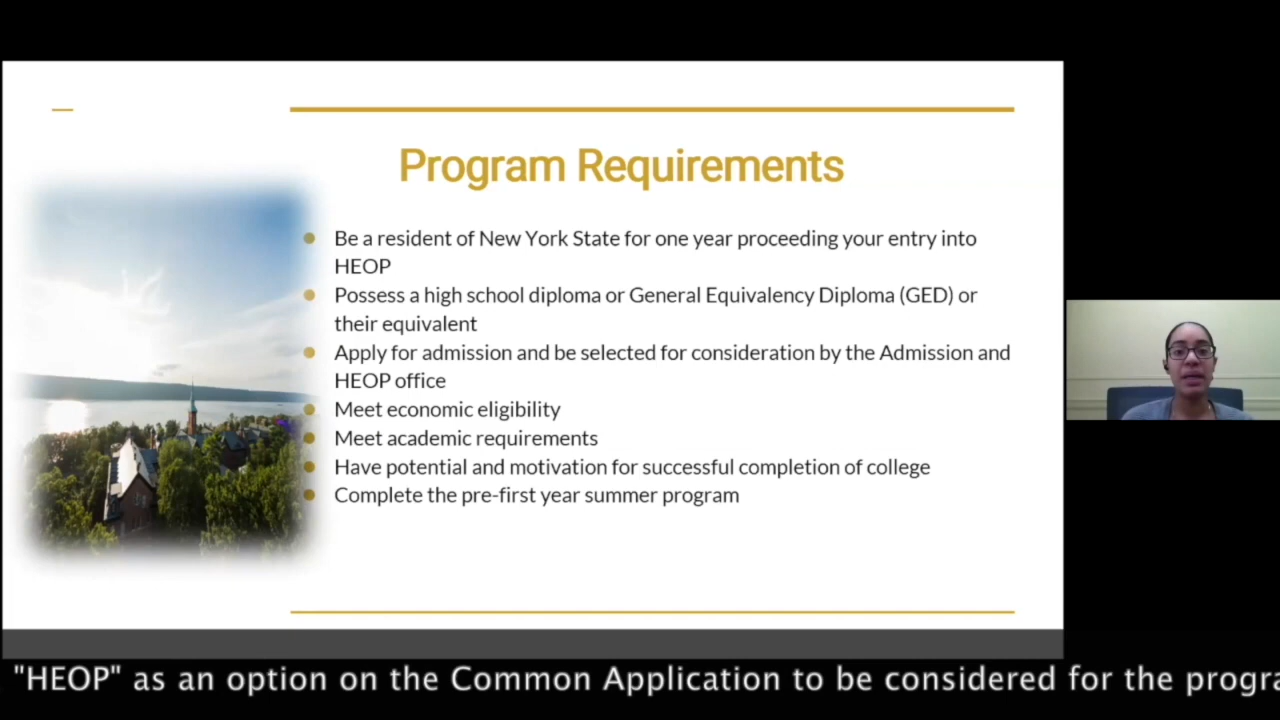 Program Requirements
Be a resident of New York State for one year proceeding your entry into
HEOP
Possess a high school diploma or General Equivalency Diploma (GED) or
their equivalent
Apply for admission and be selected for consideration by the Admission and
HEOP office
Meet economic eligibility
Meet academic requirements
Have potential and motivation for successful completion of college
Complete the pre-first year summer program
"HEOP" as an option on the Common Application to be considered for the